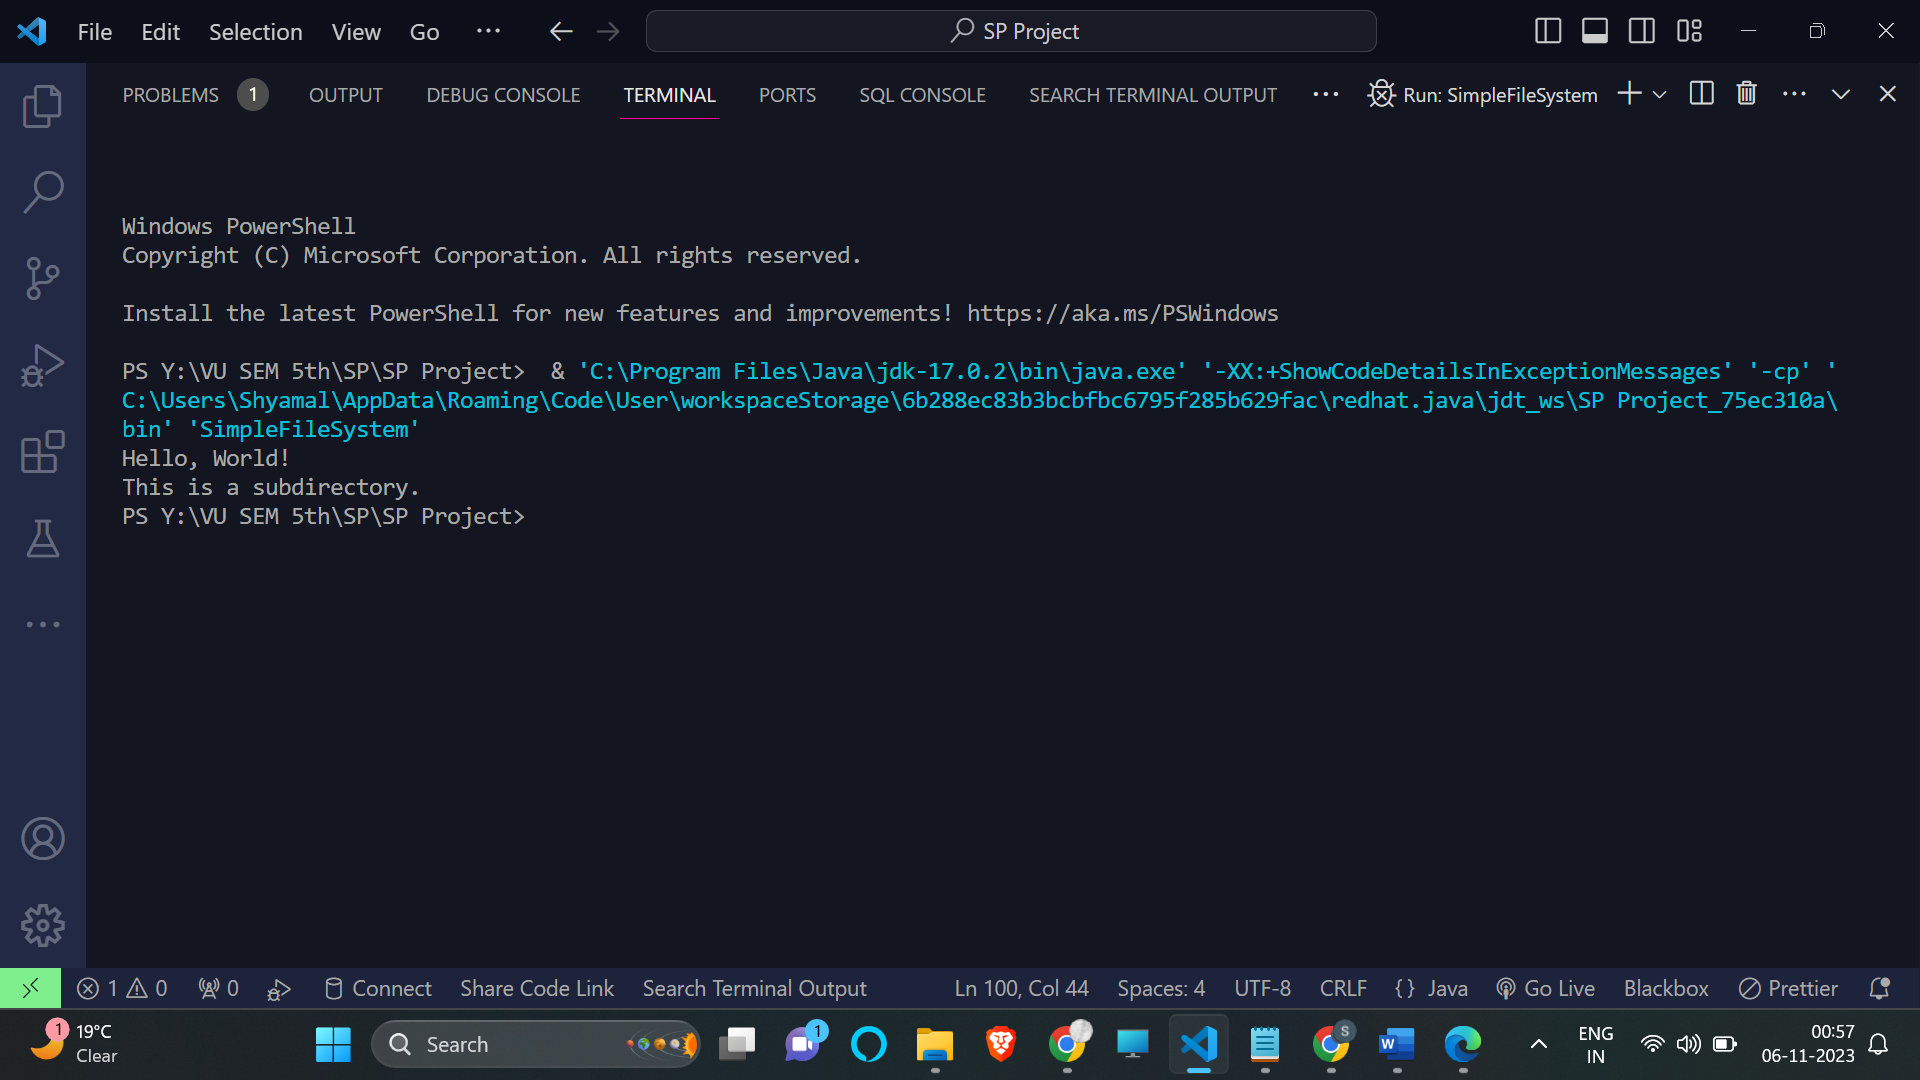 File Edit Selection View Go ··· SP Project
PROBLEMS 1 OUTPUT DEBUG CONSOLE TERMINAL PORTS SQL CONSOLE SEARCH TERMINAL OUTPUT ··· Run: SimpleFileSystem
Windows PowerShell
Copyright (C) Microsoft Corporation. All rights reserved.
Install the latest PowerShell for new features and improvements! https://aka.ms/PSWindows
PS Y:\VU SEM 5th\SP\SP Project>  & 'C:\Program Files\Java\jdk-17.0.2\bin\java.exe' '-XX:+ShowCodeDetailsInExceptionMessages' '-cp' '
C:\Users\Shyamal\AppData\Roaming\Code\User\workspaceStorage\6b288ec83b3bcbfbc6795f285b629fac\redhat.java\jdt_ws\SP Project_75ec310a\
bin' 'SimpleFileSystem'
Hello, World!
This is a subdirectory.
PS Y:\VU SEM 5th\SP\SP Project>
1 0 0 Connect Share Code Link Search Terminal Output Ln 100, Col 44 Spaces: 4 UTF-8 CRLF {} Java Go Live Blackbox Prettier
1 19°C
Clear
Search
1
S
W
ENG
IN
00:57
06-11-2023